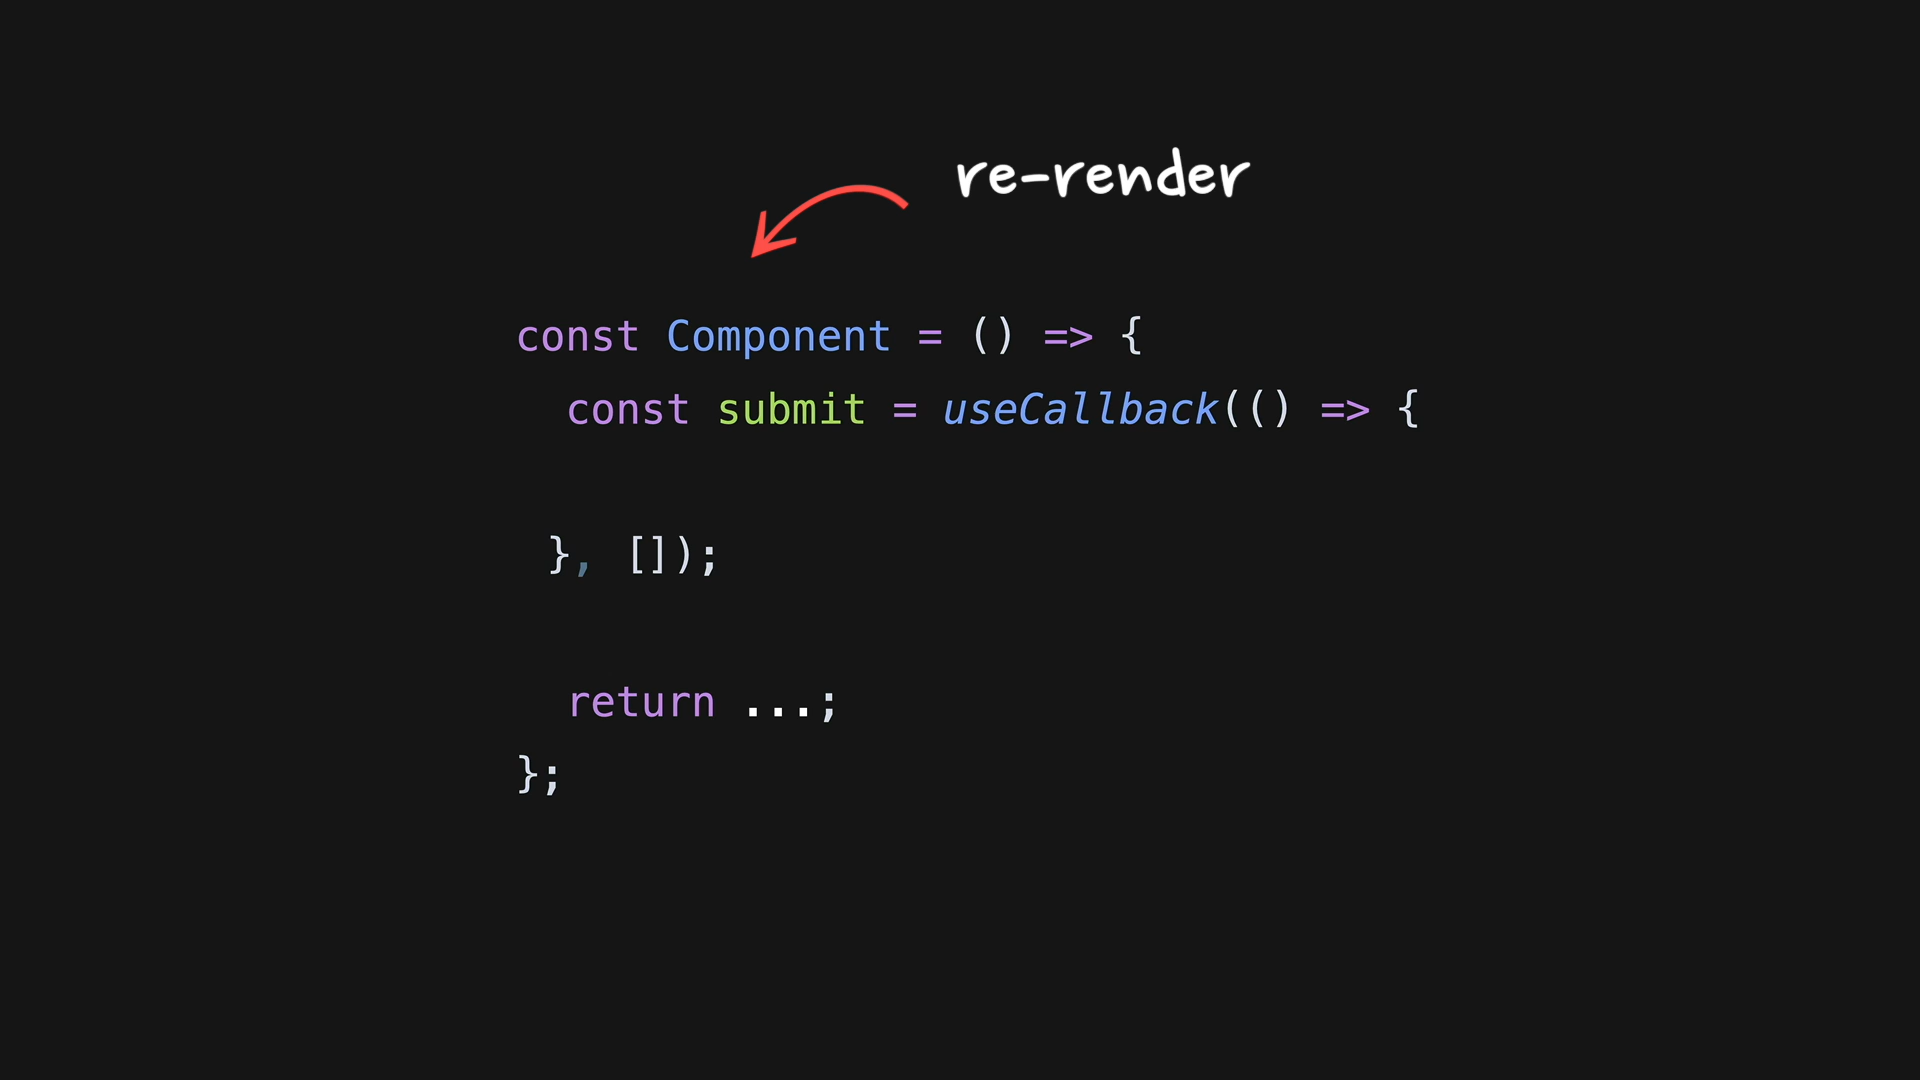 re-render
const Component = () => {
const submit = useCallback(() => {
}, []);
return ...;
};